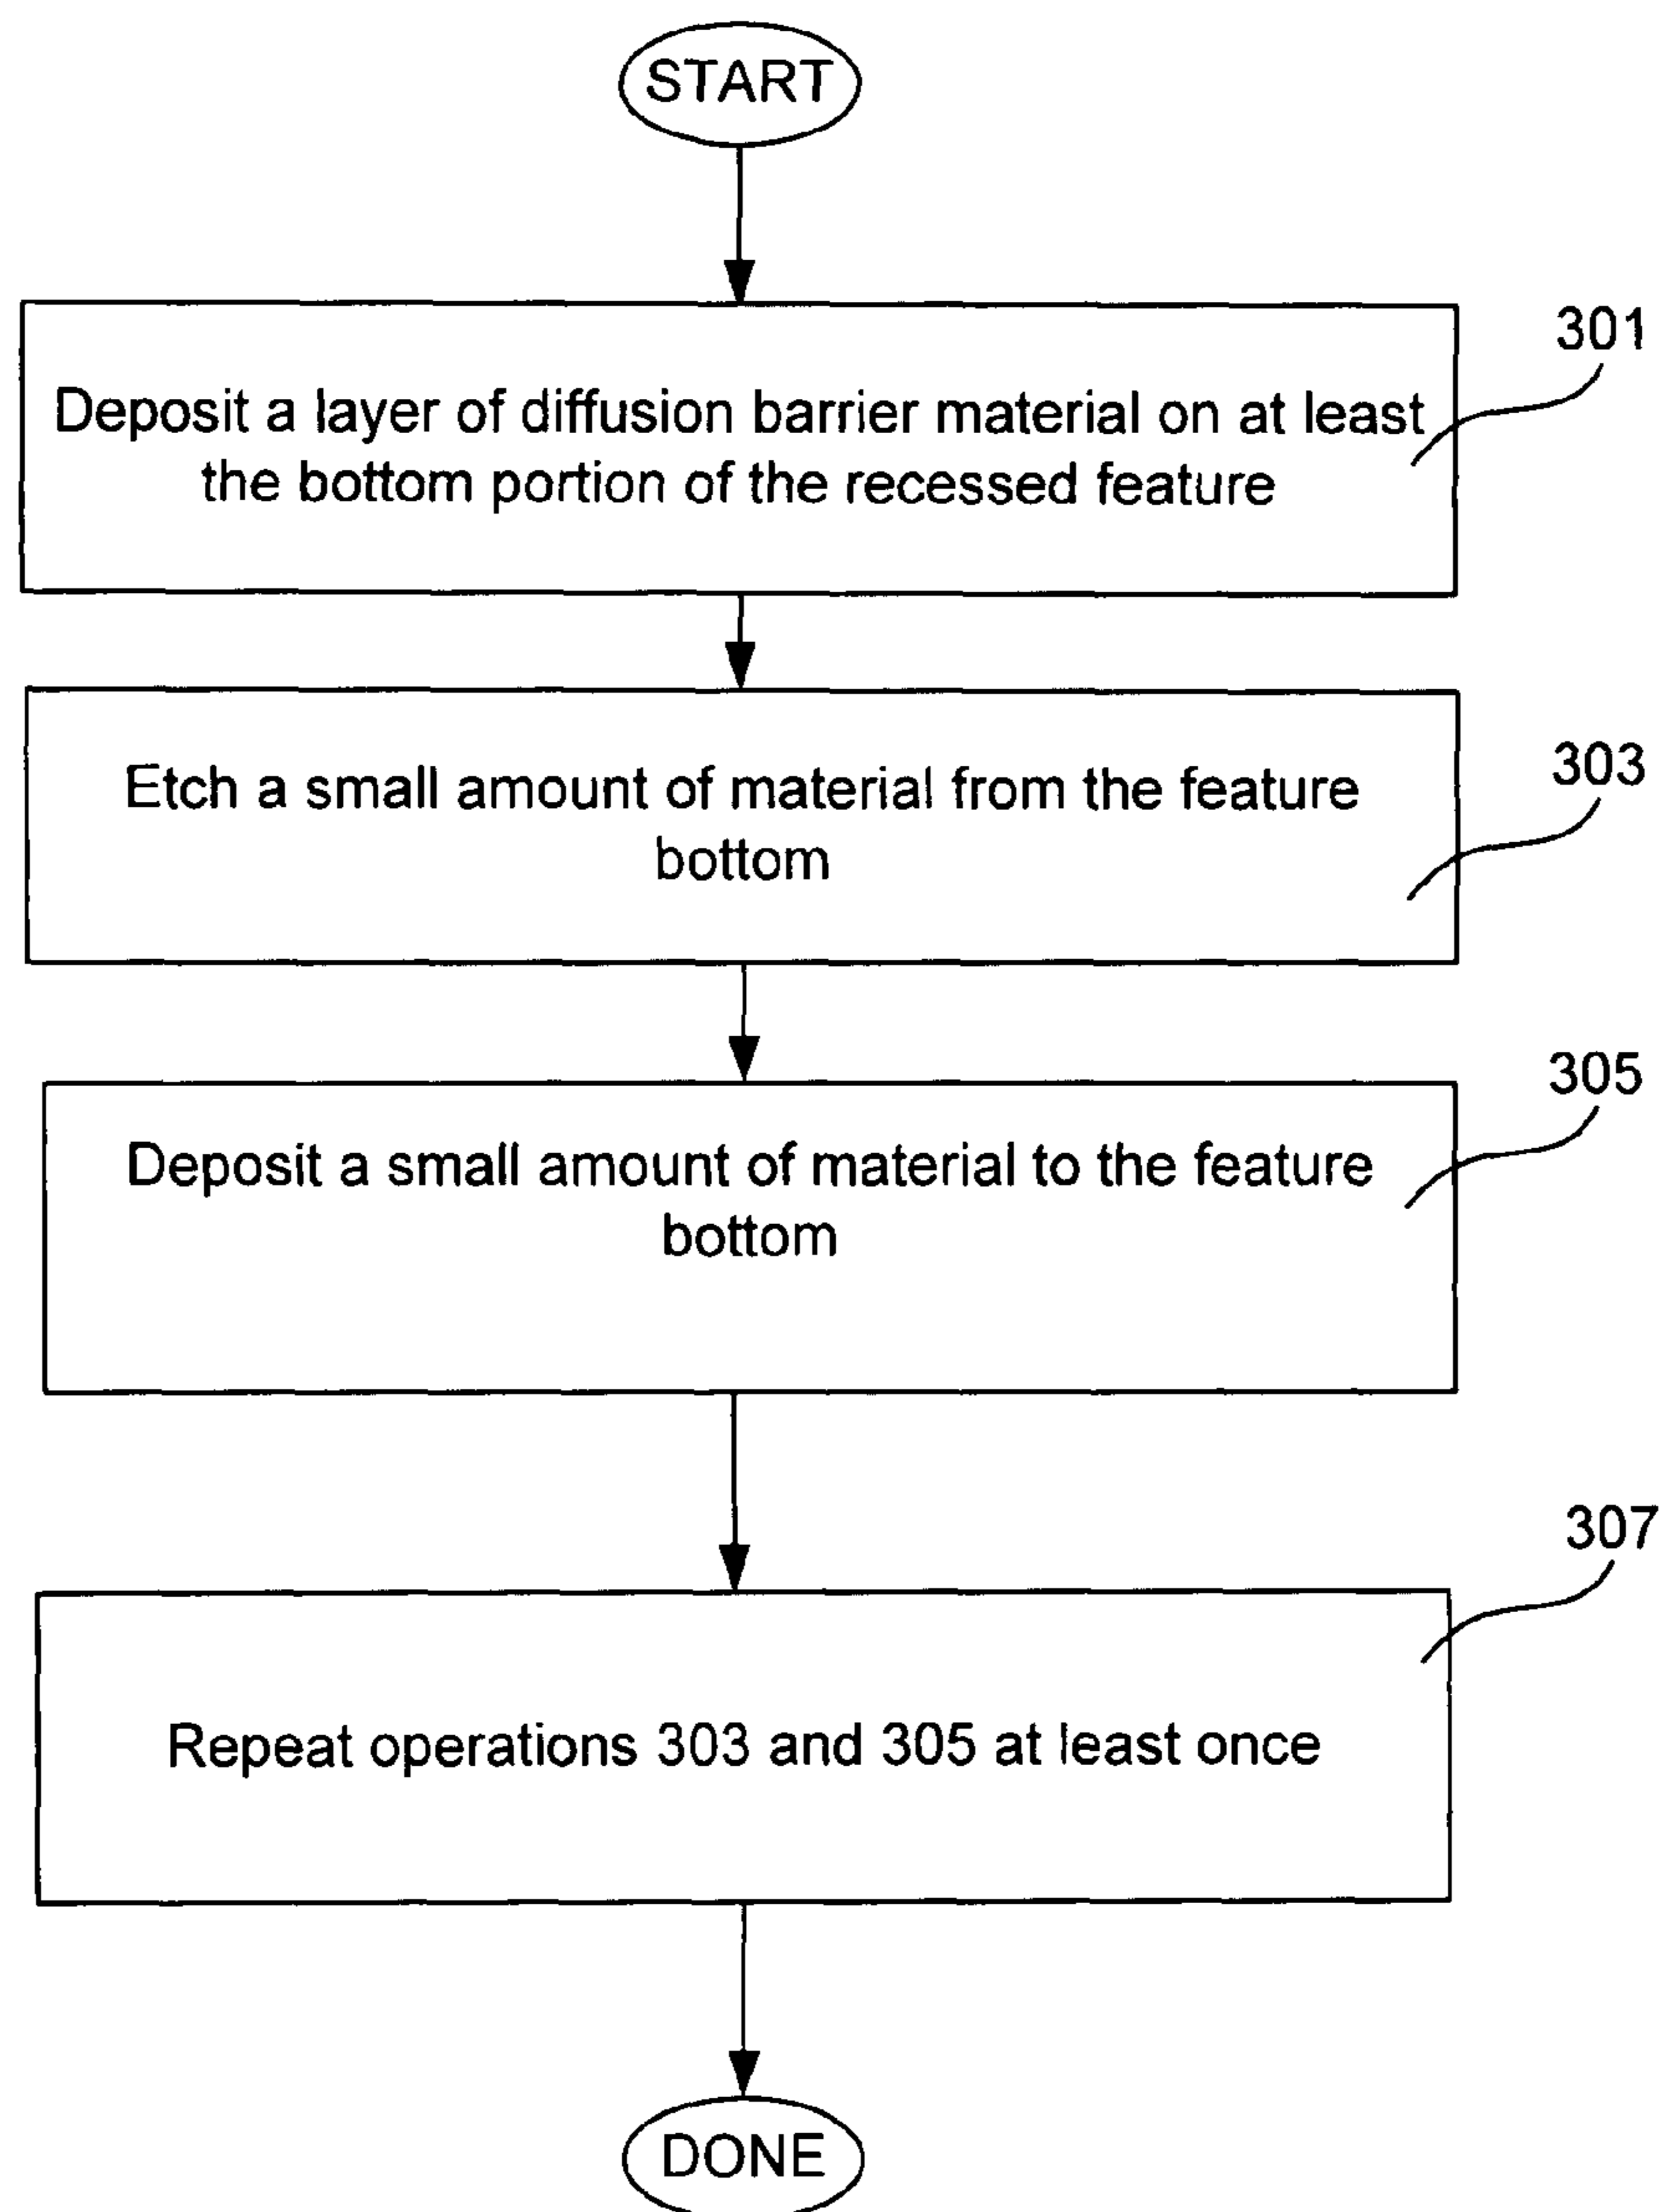 START
301
Deposit a layer of diffusion barrier material on at least
the bottom portion of the recessed feature
303
Etch a small amount of material from the feature
bottom
305
Deposit a small amount of material to the feature
bottom
307
Repeat operations 303 and 305 at least once
DONE